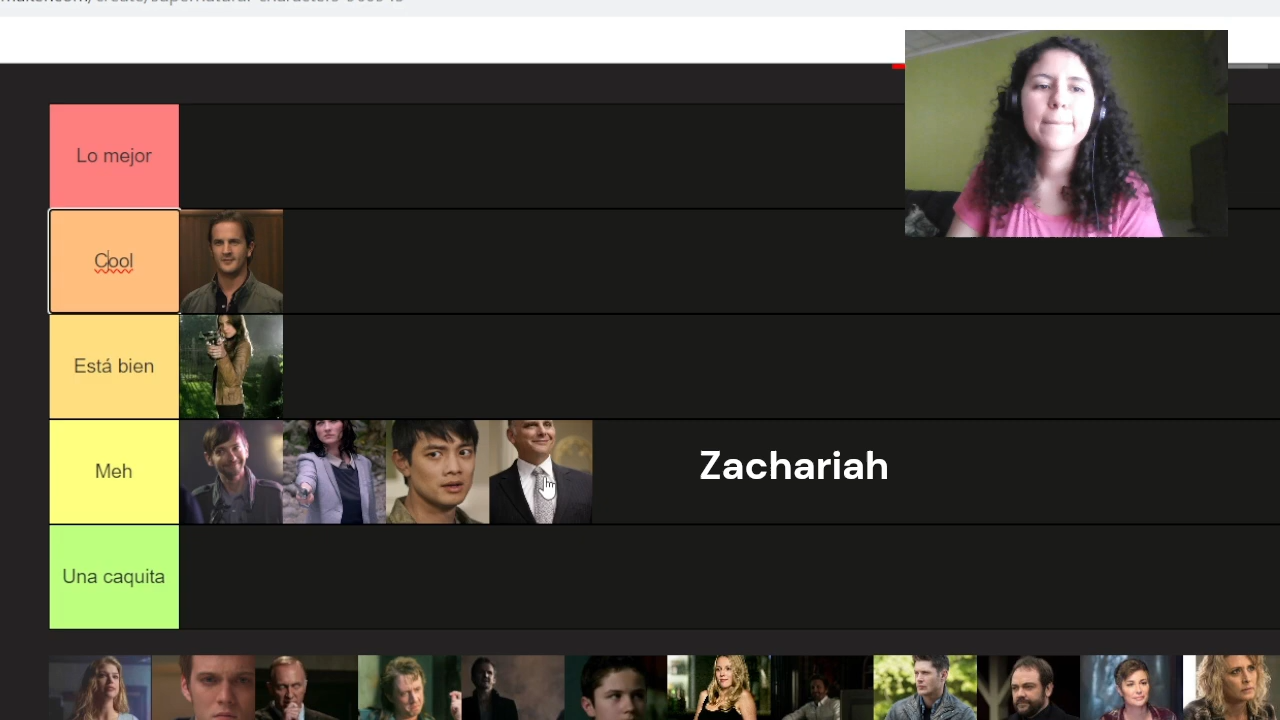 Lo mejor
Cool
Está bien
Meh
Zachariah
Una caquita